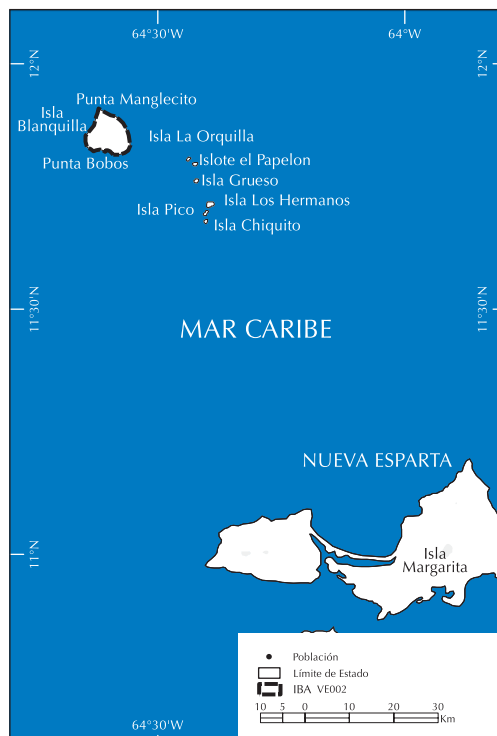 64°30'W
64°W
12°N
12°N
Punta Manglecito
Isla
Blanquilla
Isla La Orquilla
Punta Bobos
Islote el Papelon
Isla Grueso
Isla Los Hermanos
Isla Pico
Isla Chiquito
11°30'N
11°30'N
MAR CARIBE
NUEVA ESPARTA
11°N
Isla
Margarita
Población
Límite de Estado
IBA VE002
10 5 0 10 20 30
Km
64°30'W